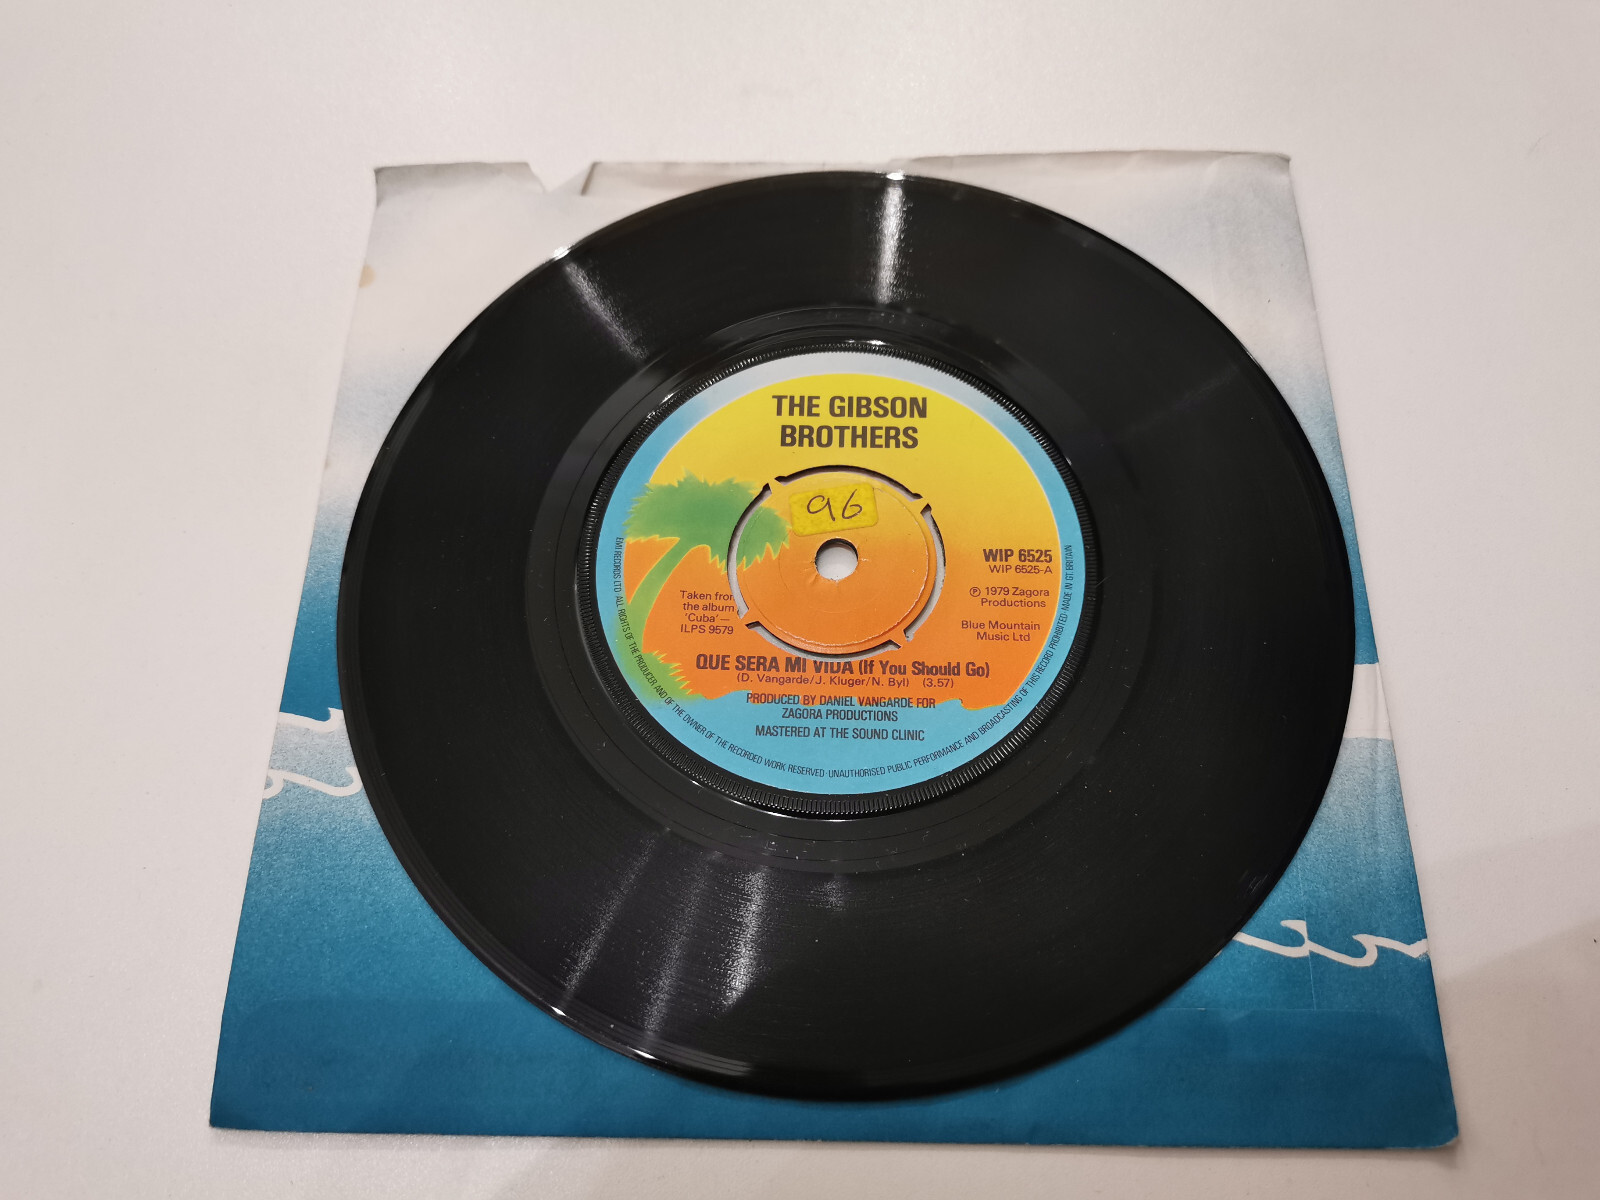 THE GIBSON
BROTHERS
96
WIP 6525
WIP 6525-A
℗ 1979 Zagora
Productions
Blue Mountain
Music Ltd
Taken from
the album
'Cuba'—
ILPS 9579
QUE SERA MI VIDA (If You Should Go)
(D. Vangarde/J. Kluger/N. Byl) (3.57)
PRODUCED BY DANIEL VANGARDE FOR
ZAGORA PRODUCTIONS
MASTERED AT THE SOUND CLINIC
EMI RECORDS LTD. ALL RIGHTS OF THE PRODUCER AND OF THE OWNER OF THE RECORDED WORK RESERVED·UNAUTHORISED PUBLIC PERFORMANCE AND BROADCASTING OF THIS RECORD PROHIBITED·MADE IN GT. BRITAIN